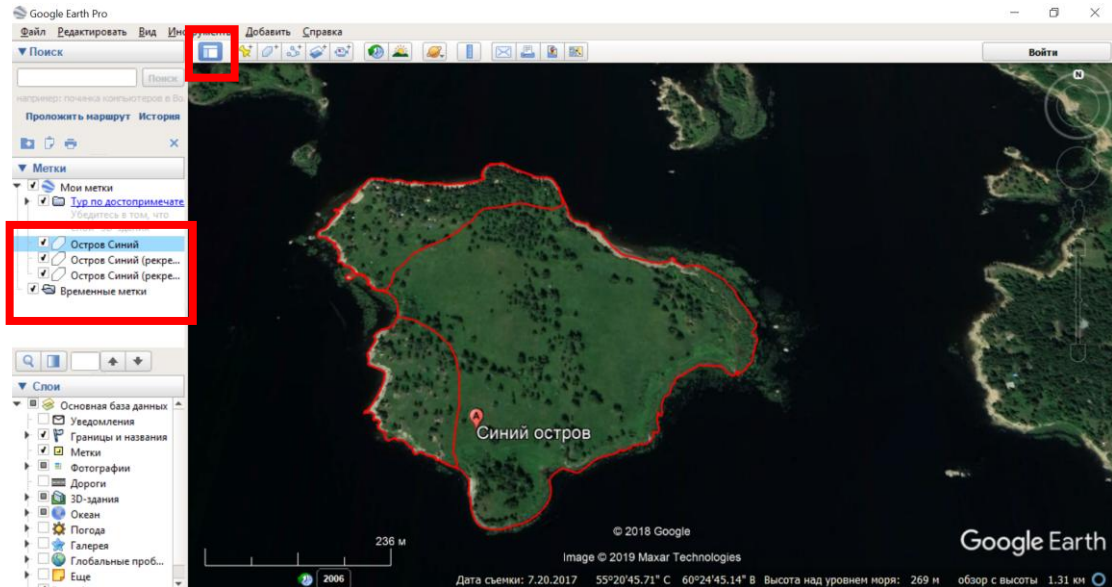 Google Earth Pro
Файл Редактировать Вид Добавить Справка
Поиск
Войти
Поиск
например: починка компьютеров в
Проложить маршрут История
Метки
Мои метки
Тур по достопримечате
Убедитесь в том, что
Остров Синий
Остров Синий (рекре...
Остров Синий (рекре...
Временные метки
Слои
Основная база данных
Уведомления
Границы и названия
Метки
Фотографии
Дороги
3D-здания
Океан
Погода
Галерея
Глобальные проб...
Еще
N
A
Синий остров
236 м
© 2018 Google
Image © 2019 Maxar Technologies
Google Earth
2006
Дата съемки: 7.20.2017 55°20'45.71" С 60°24'45.14" В Высота над уровнем моря: 269 м обзор с высоты 1.31 км